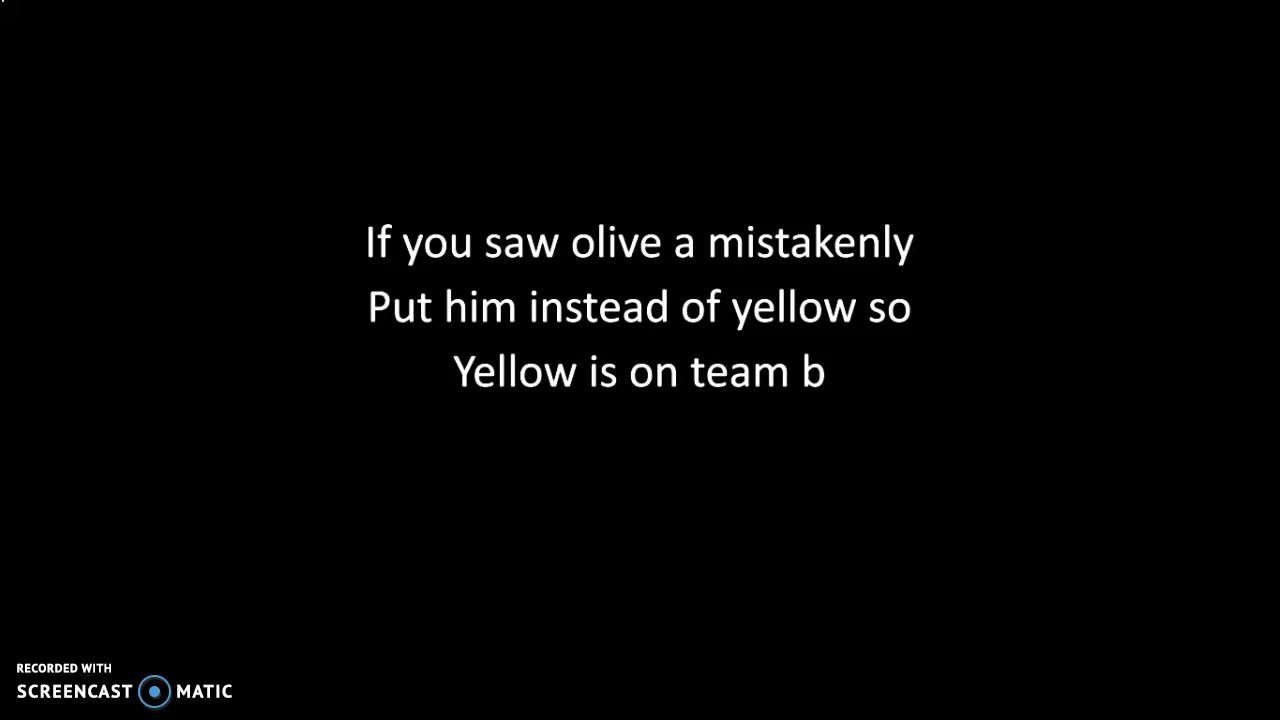 If you saw olive a mistakenly
Put him instead of yellow so
Yellow is on team b
RECORDED WITH
SCREENCAST MATIC